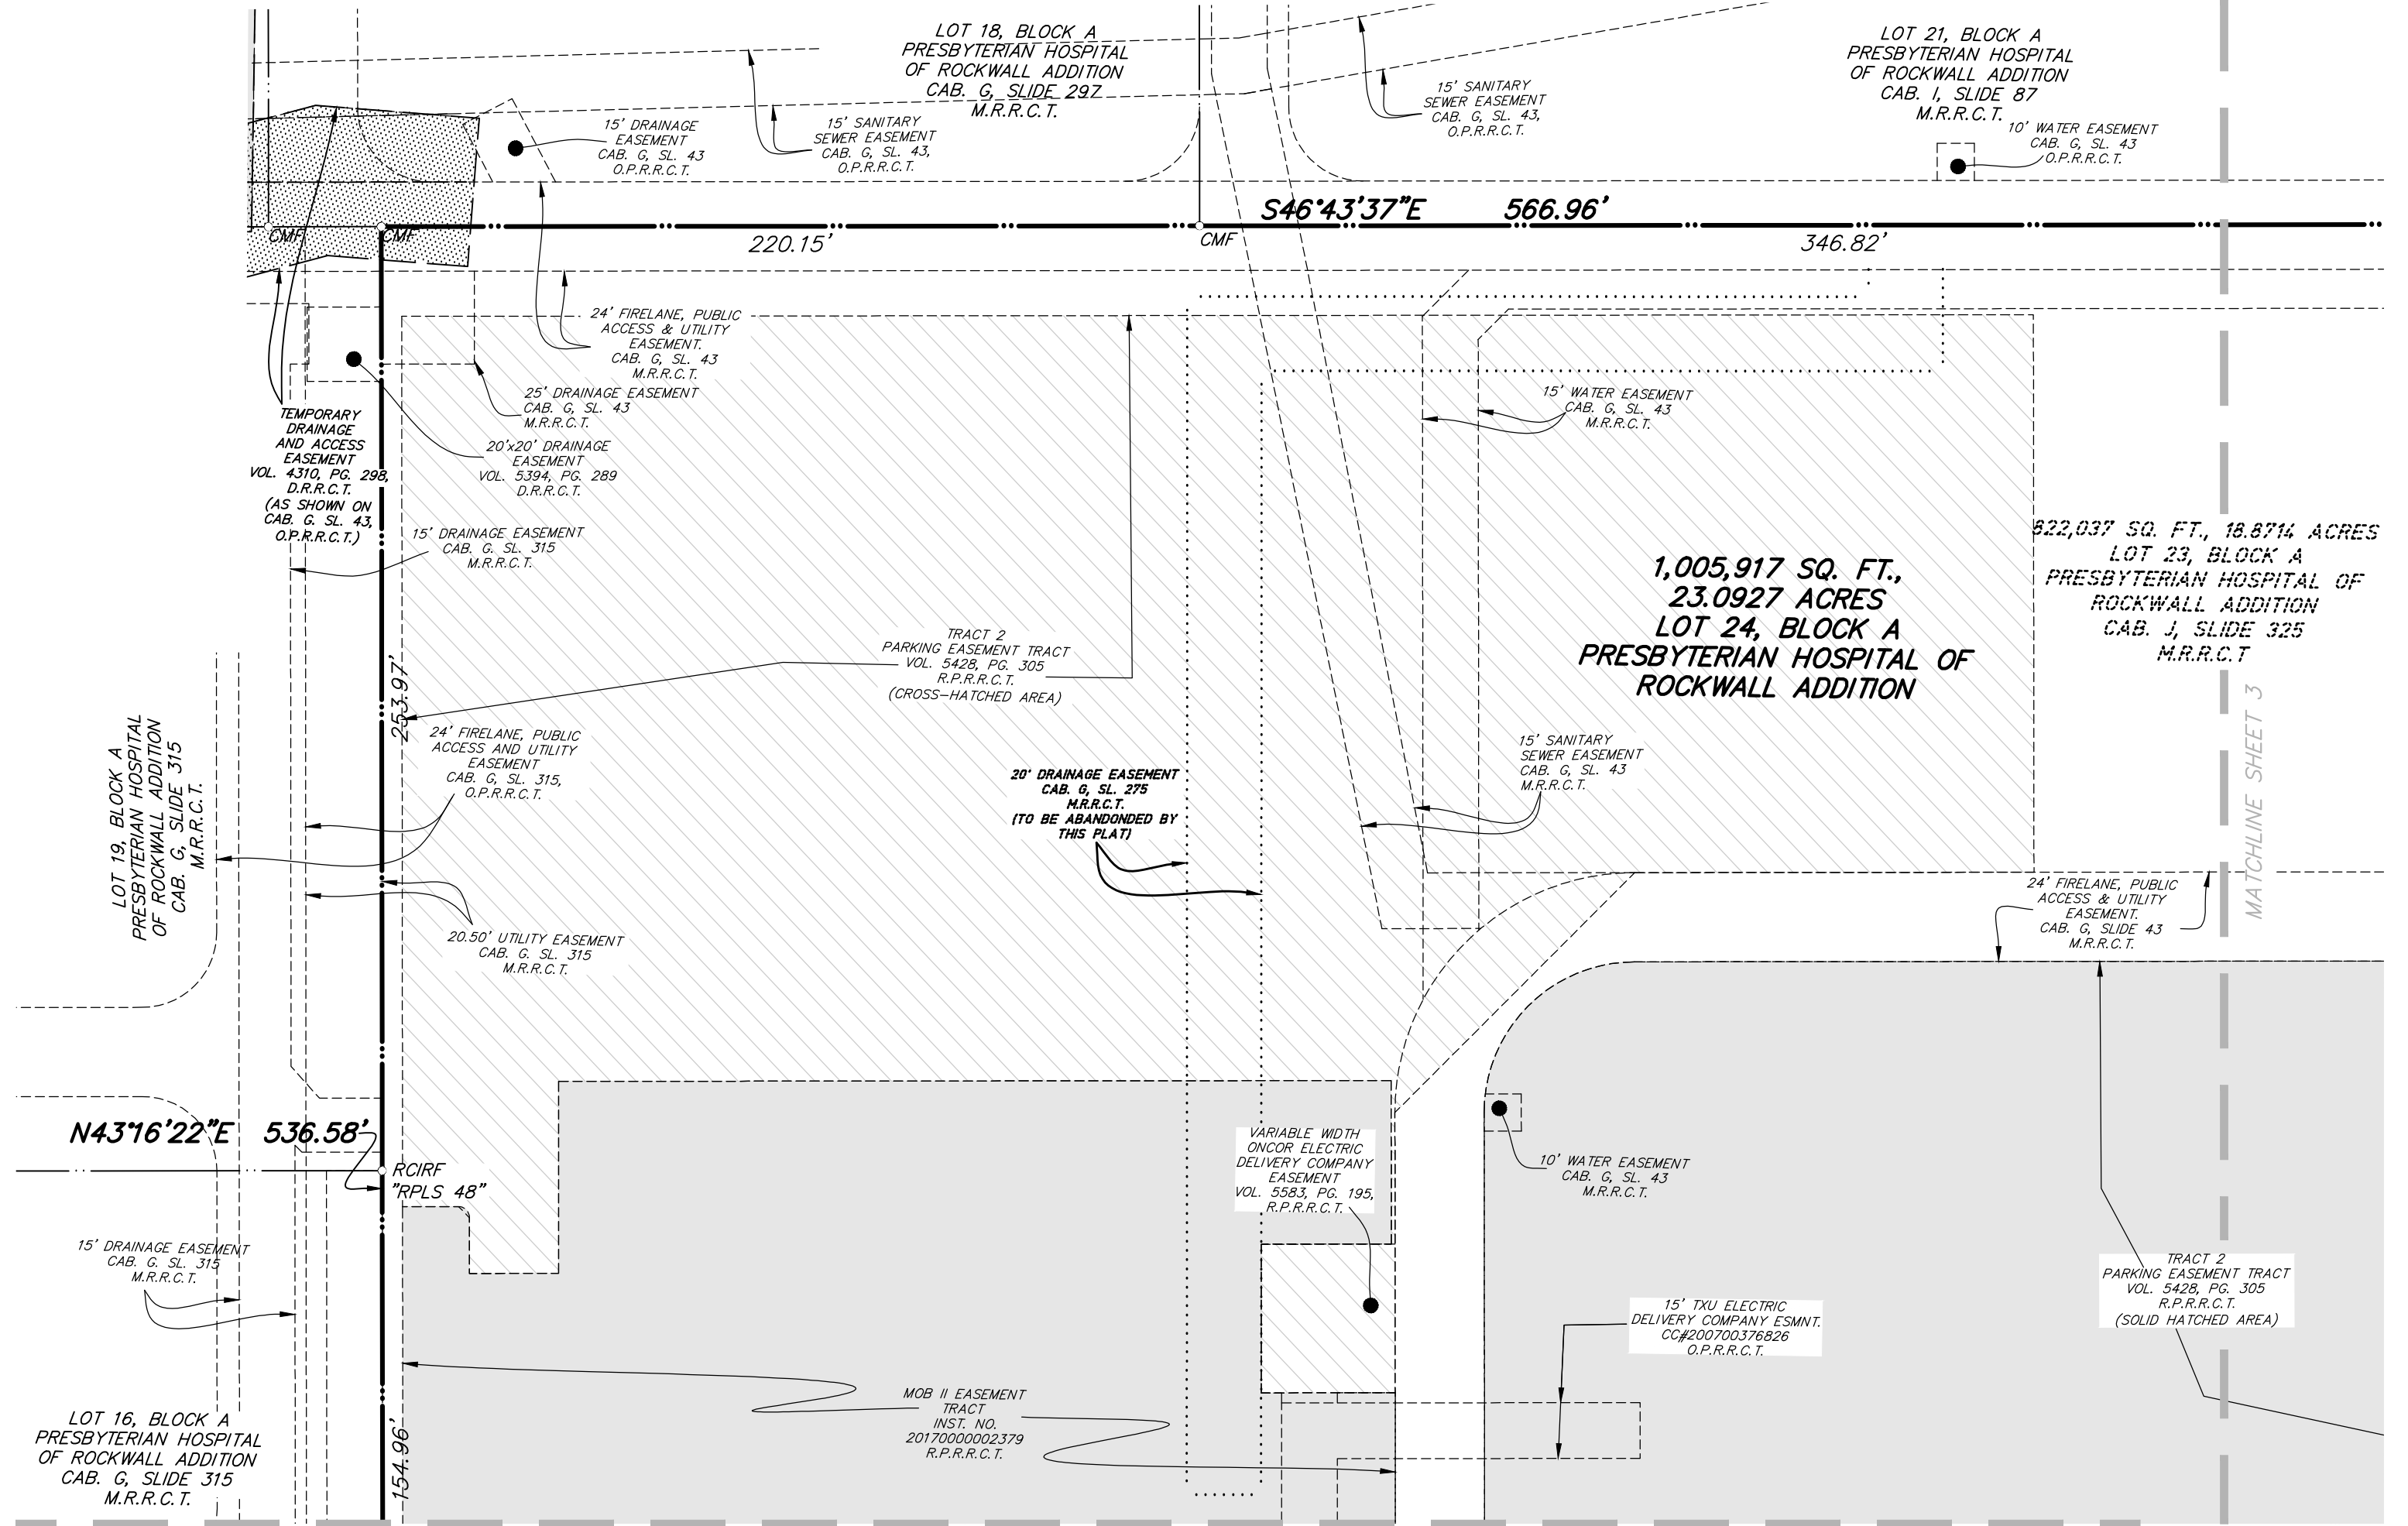 LOT 18, BLOCK A
PRESBYTERIAN HOSPITAL
OF ROCKWALL ADDITION
CAB. G, SLIDE 297
M.R.R.C.T.
LOT 21, BLOCK A
PRESBYTERIAN HOSPITAL
OF ROCKWALL ADDITION
CAB. I, SLIDE 87
M.R.R.C.T.
15' DRAINAGE
EASEMENT
CAB. G, SL. 43
O.P.R.R.C.T.
15' SANITARY
SEWER EASEMENT
CAB. G, SL. 43,
O.P.R.R.C.T.
15' SANITARY
SEWER EASEMENT
CAB. G, SL. 43,
O.P.R.R.C.T.
10' WATER EASEMENT
CAB. G, SL. 43
O.P.R.R.C.T.
S46°43'37"E 566.96'
CMF
CMF
220.15'
CMF
346.82'
24' FIRELANE, PUBLIC
ACCESS & UTILITY
EASEMENT.
CAB. G, SL. 43
M.R.R.C.T.
25' DRAINAGE EASEMENT
CAB. G, SL. 43
M.R.R.C.T.
20'x20' DRAINAGE
EASEMENT
VOL. 5394, PG. 289
D.R.R.C.T.
TEMPORARY
DRAINAGE
AND ACCESS
EASEMENT
VOL. 4310, PG. 298,
D.R.R.C.T.
(AS SHOWN ON
CAB. G. SL. 43,
O.P.R.R.C.T.)
15' DRAINAGE EASEMENT
CAB. G. SL. 315
M.R.R.C.T.
15' WATER EASEMENT
CAB. G, SL. 43
M.R.R.C.T.
1,005,917 SQ. FT.,
23.0927 ACRES
LOT 24, BLOCK A
PRESBYTERIAN HOSPITAL OF
ROCKWALL ADDITION
822,037 SQ. FT., 18.8714 ACRES
LOT 23, BLOCK A
PRESBYTERIAN HOSPITAL OF
ROCKWALL ADDITION
CAB. J, SLIDE 325
M.R.R.C.T
MATCHLINE SHEET 3
TRACT 2
PARKING EASEMENT TRACT
VOL. 5428, PG. 305
R.P.R.R.C.T.
(CROSS-HATCHED AREA)
253.97'
24' FIRELANE, PUBLIC
ACCESS AND UTILITY
EASEMENT
CAB. G, SL. 315,
O.P.R.R.C.T.
LOT 19, BLOCK A
PRESBYTERIAN HOSPITAL
OF ROCKWALL ADDITION
CAB. G, SLIDE 315
M.R.R.C.T.
20' DRAINAGE EASEMENT
CAB. G, SL. 275
M.R.R.C.T.
(TO BE ABANDONDED BY
THIS PLAT)
15' SANITARY
SEWER EASEMENT
CAB. G, SL. 43
M.R.R.C.T.
20.50' UTILITY EASEMENT
CAB. G. SL. 315
M.R.R.C.T.
24' FIRELANE, PUBLIC
ACCESS & UTILITY
EASEMENT.
CAB. G, SLIDE 43
M.R.R.C.T.
N43°16'22"E 536.58'
RCIRF
"RPLS 48"
VARIABLE WIDTH
ONCOR ELECTRIC
DELIVERY COMPANY
EASEMENT
VOL. 5583, PG. 195,
R.P.R.R.C.T.
10' WATER EASEMENT
CAB. G, SL. 43
M.R.R.C.T.
15' DRAINAGE EASEMENT
CAB. G. SL. 315
M.R.R.C.T.
TRACT 2
PARKING EASEMENT TRACT
VOL. 5428, PG. 305
R.P.R.R.C.T.
(SOLID HATCHED AREA)
15' TXU ELECTRIC
DELIVERY COMPANY ESMNT.
CC#200700376826
O.P.R.R.C.T.
MOB II EASEMENT
TRACT
INST. NO.
20170000002379
R.P.R.R.C.T.
LOT 16, BLOCK A
PRESBYTERIAN HOSPITAL
OF ROCKWALL ADDITION
CAB. G, SLIDE 315
M.R.R.C.T.
154.96'